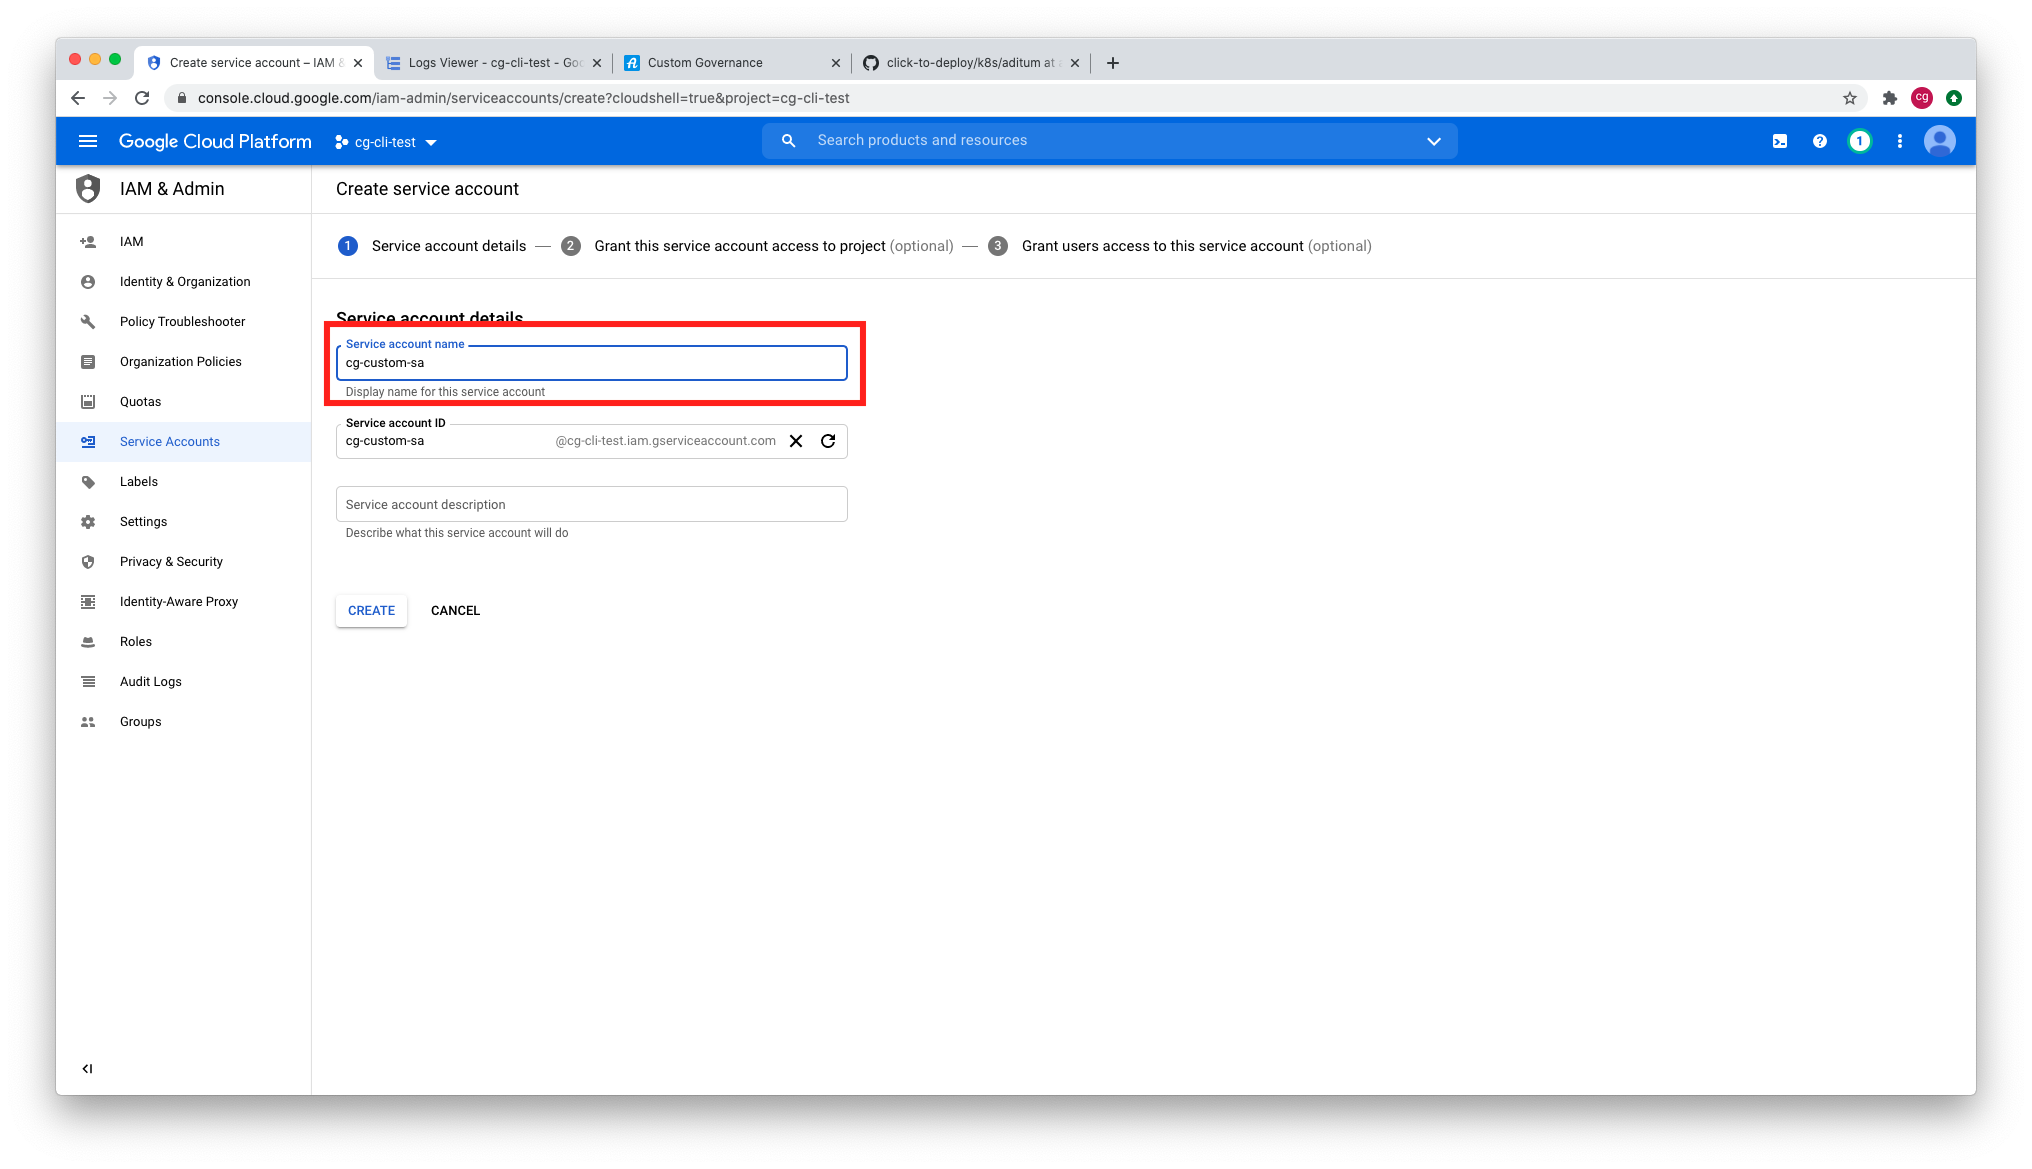 Create service account – IAM &
Logs Viewer - cg-cli-test - Goo
Custom Governance
click-to-deploy/k8s/aditum at
console.cloud.google.com/iam-admin/serviceaccounts/create?cloudshell=true&project=cg-cli-test
cg
Google Cloud Platform
cg-cli-test
Search products and resources
1
IAM & Admin
Create service account
1 Service account details — 2 Grant this service account access to project (optional) — 3 Grant users access to this service account (optional)
IAM
Identity & Organization
Policy Troubleshooter
Organization Policies
Quotas
Service Accounts
Labels
Settings
Privacy & Security
Identity-Aware Proxy
Roles
Audit Logs
Groups
Service account details
Service account name
cg-custom-sa
Display name for this service account
Service account ID
cg-custom-sa @cg-cli-test.iam.gserviceaccount.com
Service account description
Describe what this service account will do
CREATE CANCEL